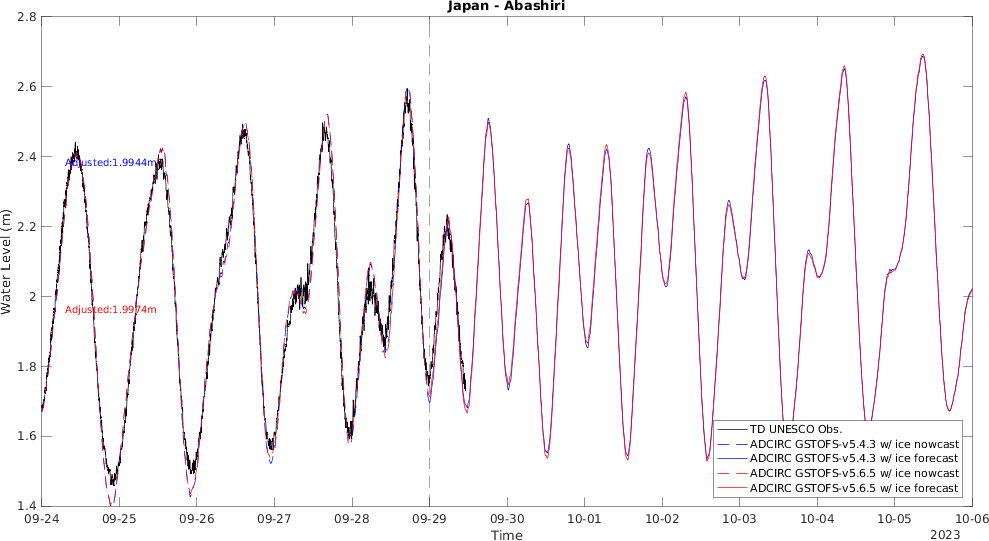 Japan - Abashiri
Water Level (m)
2.8
2.6
2.4
2.2
2
1.8
1.6
1.4
Adjusted:1.9944m
Adjusted:1.9974m
TD UNESCO Obs.
ADCIRC GSTOFS-v5.4.3 w/ ice nowcast
ADCIRC GSTOFS-v5.4.3 w/ ice forecast
ADCIRC GSTOFS-v5.6.5 w/ ice nowcast
ADCIRC GSTOFS-v5.6.5 w/ ice forecast
09-24 09-25 09-26 09-27 09-28 09-29 09-30 10-01 10-02 10-03 10-04 10-05 10-06
2023
Time